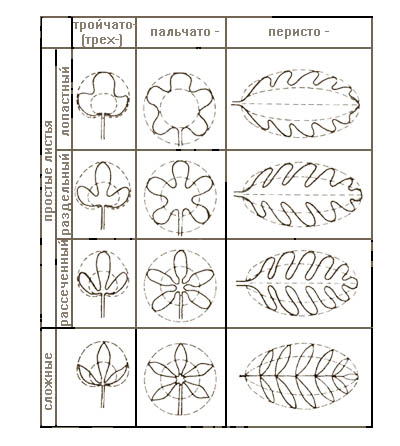 тройчато-
(трех-)
пальчато -
перисто -
простые листья
лопастный
раздельный
рассеченный
сложные